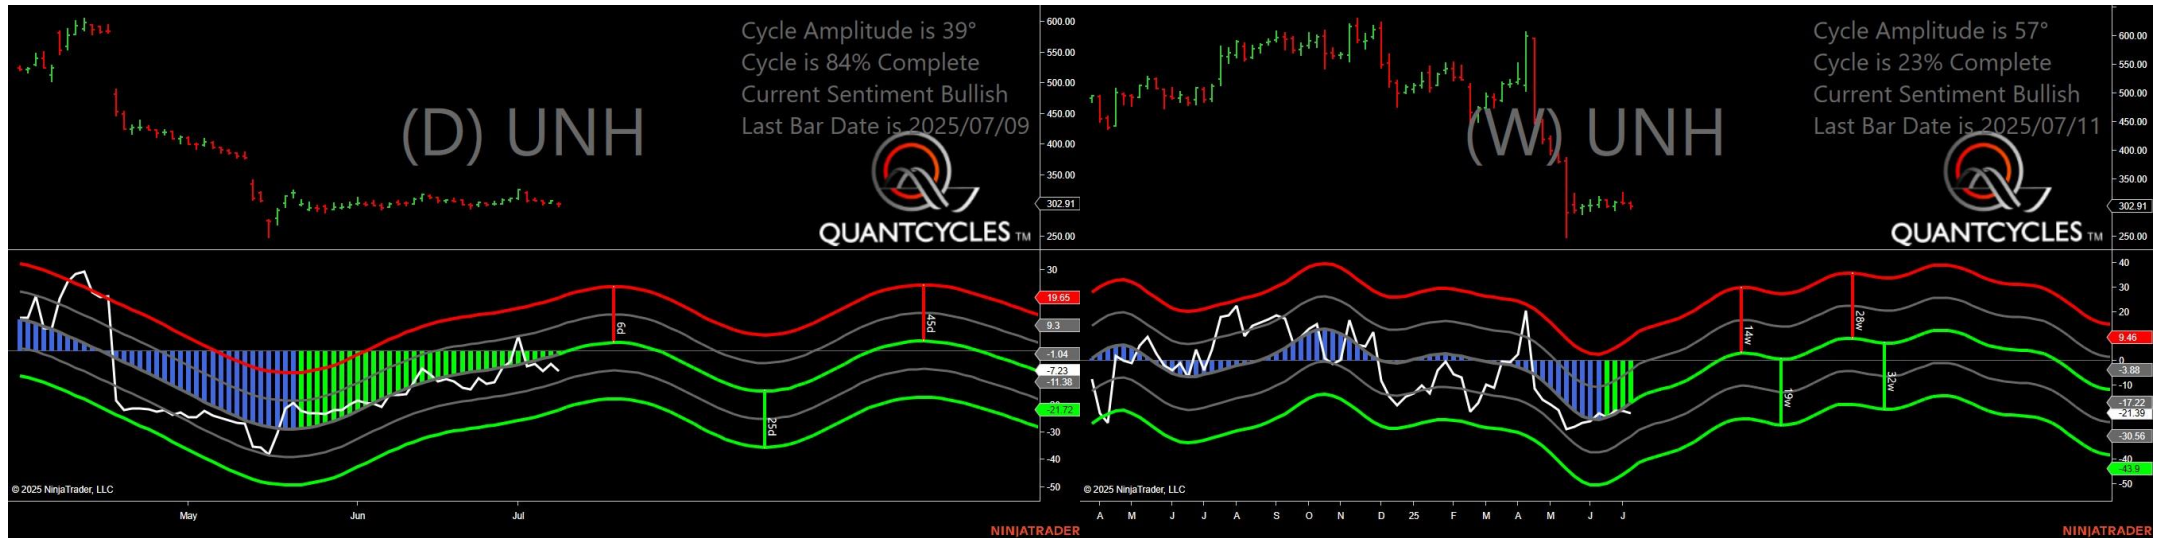 Cycle Amplitude is 39°
Cycle is 84% Complete
Current Sentiment Bullish
Last Bar Date is 2025/07/09
(D) UNH
QUANTCYCLES TM
600.00
550.00
500.00
450.00
400.00
350.00
302.91
250.00
30
19.65
9.3
-1.04
-7.23
-11.38
-21.72
-30
-40
-50
6d
25d
45d
© 2025 NinjaTrader, LLC
May Jun Jul
NINJATRADER
Cycle Amplitude is 57°
Cycle is 23% Complete
Current Sentiment Bullish
Last Bar Date is 2025/07/11
(W) UNH
QUANTCYCLES TM
600.00
550.00
500.00
450.00
400.00
350.00
302.91
250.00
40
30
20
9.46
0
-3.88
-10
-17.22
-21.39
-30.56
-40
-43.9
-50
14w
19w
28w
32w
© 2025 NinjaTrader, LLC
A M J J A S O N D 25 F M A M J J
NINJATRADER